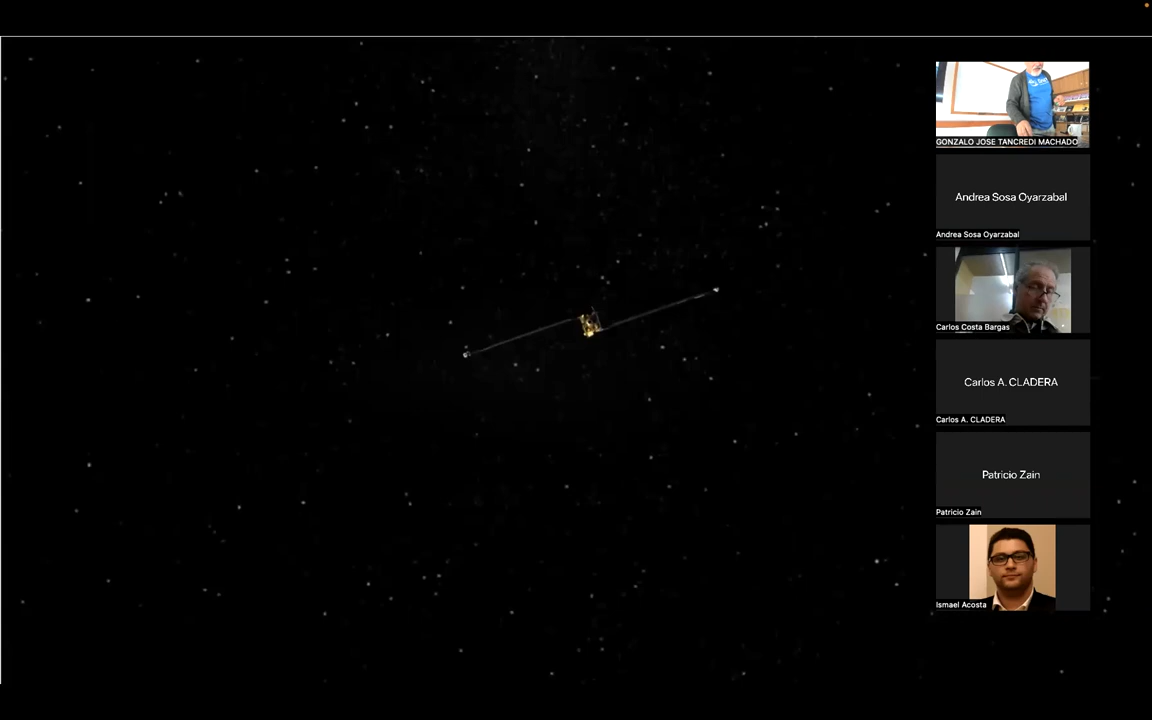 GONZALO JOSE TANCREDI MACHADO
Andrea Sosa Oyarzabal
Andrea Sosa Oyarzabal
Carlos Costa Bargas
Carlos A. CLADERA
Carlos A. CLADERA
Patricio Zain
Patricio Zain
Ismael Acosta